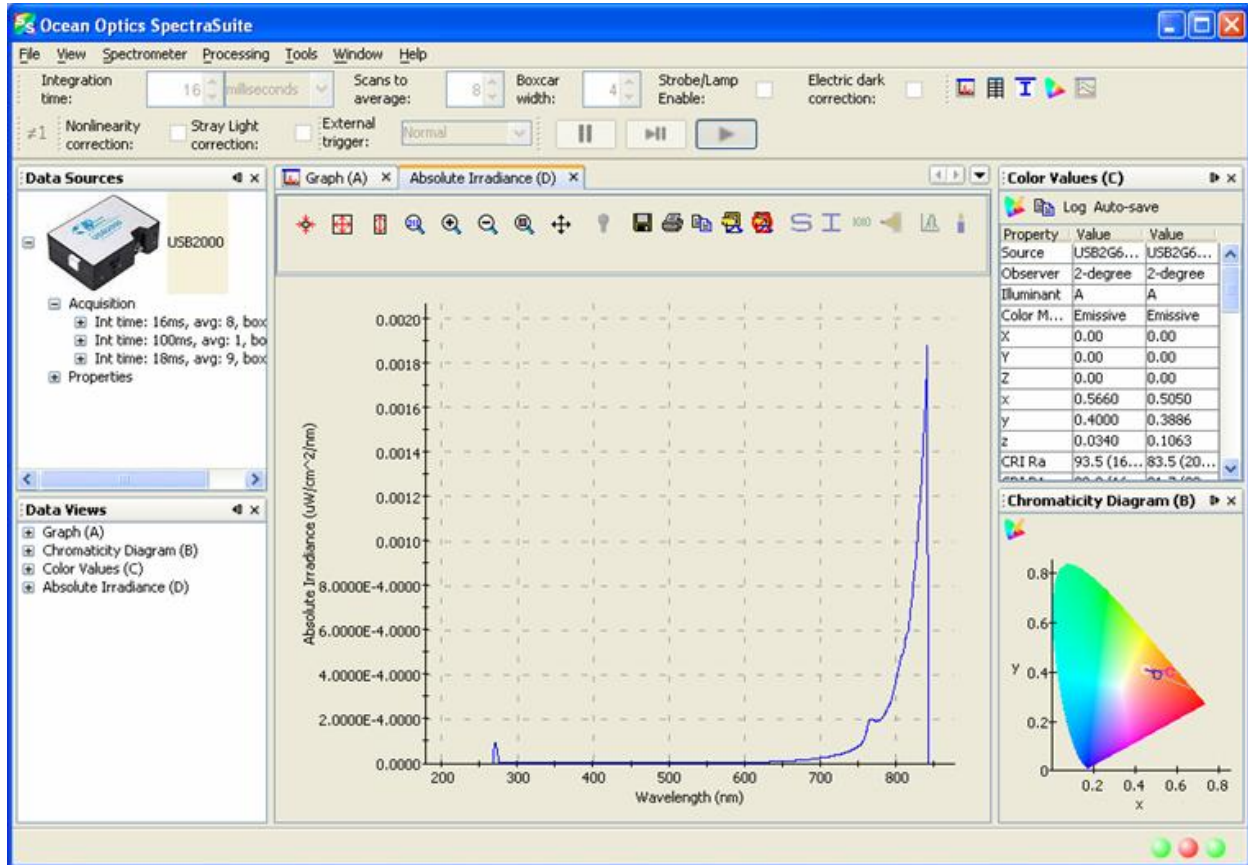 Ocean Optics SpectraSuite
File View Spectrometer Processing Tools Window Help
Integration time: 16 milliseconds Scans to average: 8 Boxcar width: 4 Strobe/Lamp Enable: Electric dark correction:
≠1 Nonlinearity correction: Stray Light correction: External trigger: Normal
Data Sources
USB2000
Acquisition
Int time: 16ms, avg: 8, box
Int time: 100ms, avg: 1, bo
Int time: 18ms, avg: 9, box
Properties
Data Views
Graph (A)
Chromaticity Diagram (B)
Color Values (C)
Absolute Irradiance (D)
Graph (A) Absolute Irradiance (D)
Absolute Irradiance (uW/cm^2/nm)
0.0020
0.0018
0.0016
0.0014
0.0012
0.0010
8.0000E-4.0000
6.0000E-4.0000
4.0000E-4.0000
2.0000E-4.0000
0.0000
200 300 400 500 600 700 800
Wavelength (nm)
Color Values (C)
Log Auto-save
Property Value Value
Source USB2G6... USB2G6...
Observer 2-degree 2-degree
Illuminant A A
Color M... Emissive Emissive
X 0.00 0.00
Y 0.00 0.00
Z 0.00 0.00
x 0.5660 0.5050
y 0.4000 0.3886
z 0.0340 0.1063
CRI Ra 93.5 (16... 83.5 (20...
Chromaticity Diagram (B)
0.8
0.6
y 0.4
0.2
0
0.2 0.4 0.6 0.8
x